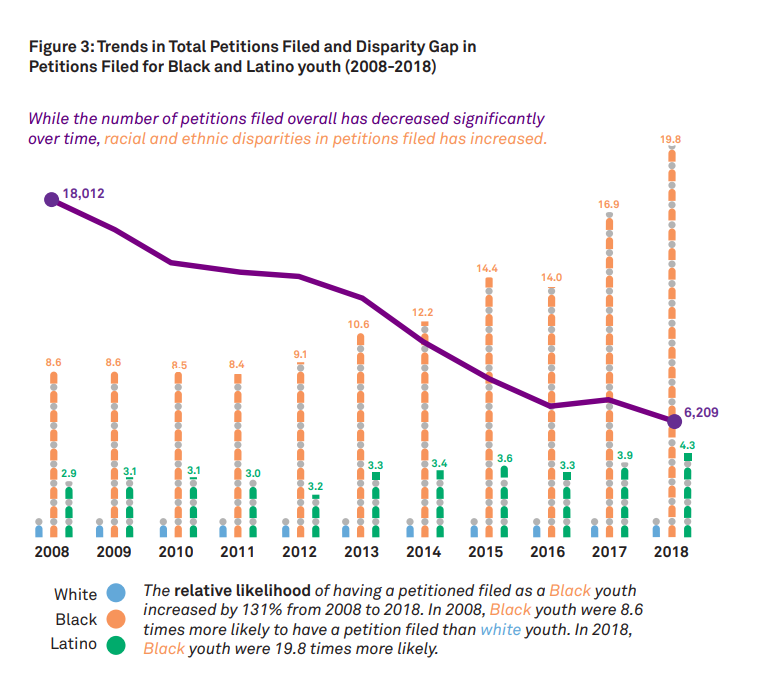 Figure 3: Trends in Total Petitions Filed and Disparity Gap in
Petitions Filed for Black and Latino youth (2008-2018)
While the number of petitions filed overall has decreased significantly
over time, racial and ethnic disparities in petitions filed has increased.
19.8
18,012
16.9
14.4
14.0
12.2
10.6
9.1
8.6
8.6
8.5
8.4
6,209
2.9
3.1
3.1
3.0
3.2
3.3
3.4
3.6
3.3
3.9
4.3
2008 2009 2010 2011 2012 2013 2014 2015 2016 2017 2018
White
Black
Latino
The relative likelihood of having a petitioned filed as a Black youth
increased by 131% from 2008 to 2018. In 2008, Black youth were 8.6
times more likely to have a petition filed than white youth. In 2018,
Black youth were 19.8 times more likely.